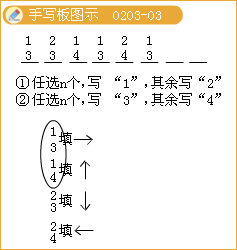 手写板图示 0203-03
1 2 1 1 2 1
3 3 4 3 4 3
①任选n个,写“1”,其余写“2”
②任选n个,写“3”,其余写“4”
1
3 填→
1
4 填↑
2
3 填↓
2
4 填←